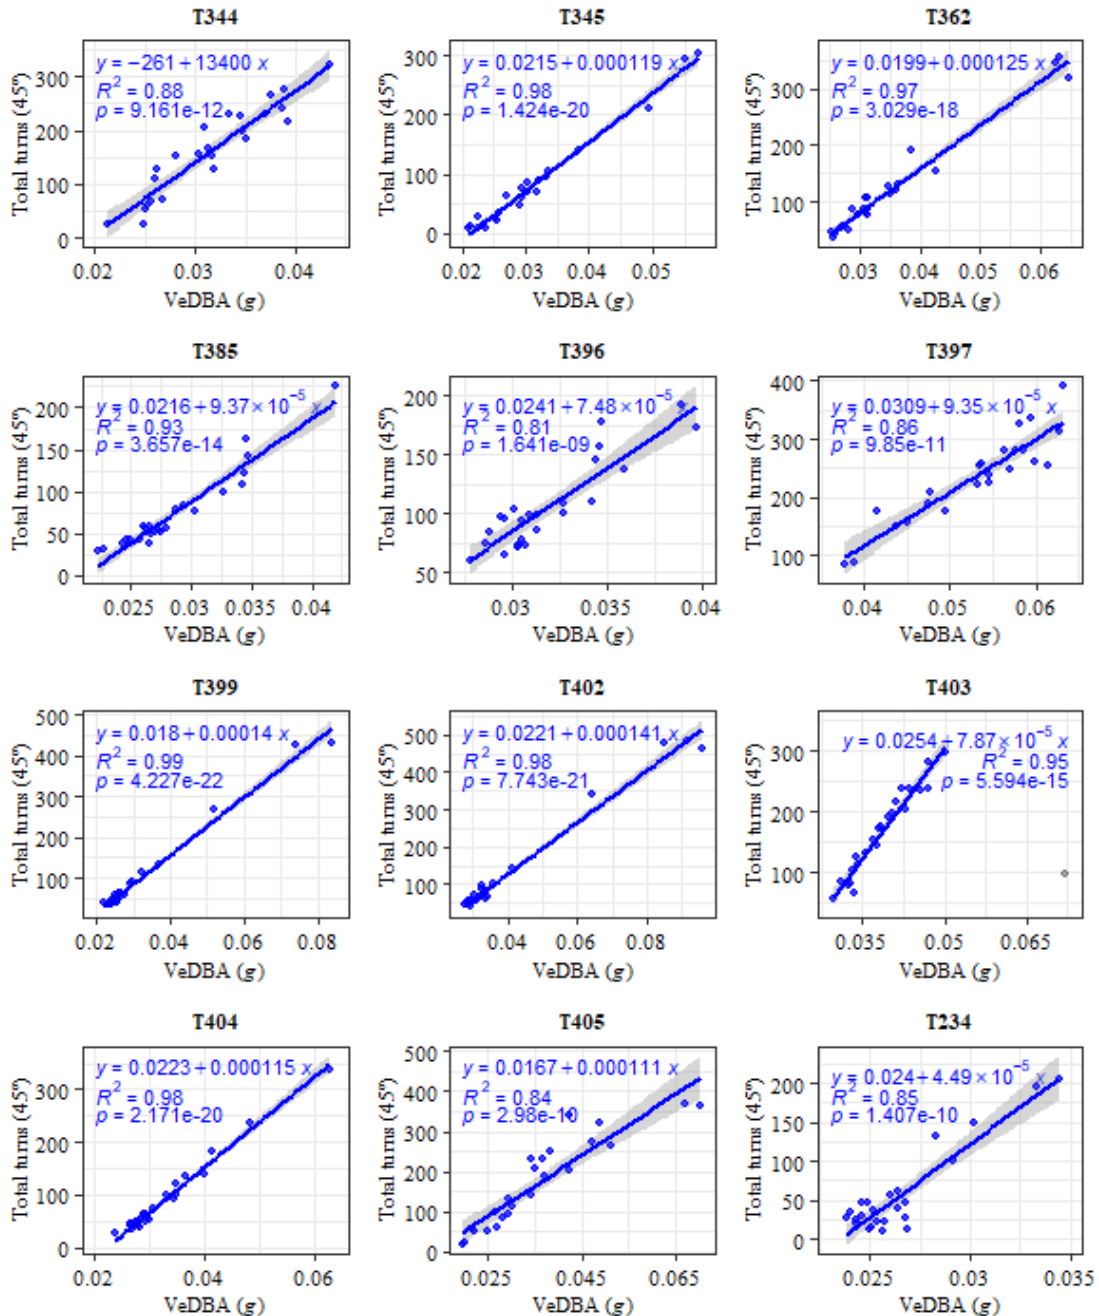 T344
y = −261 + 13400 x
R² = 0.88
p = 9.161e-12
Total turns (45º)
300
200
100
0
0.02 0.03 0.04
VeDBA (g)
T345
y = 0.0215 + 0.000119 x
R² = 0.98
p = 1.424e-20
Total turns (45º)
300
200
100
0
0.02 0.03 0.04 0.05
VeDBA (g)
T362
y = 0.0199 + 0.000125 x
R² = 0.97
p = 3.029e-18
Total turns (45º)
300
200
100
0.03 0.04 0.05 0.06
VeDBA (g)
T385
y = 0.0216 + 9.37 × 10⁻⁵ x
R² = 0.93
p = 3.657e-14
Total turns (45º)
200
150
100
50
0
0.025 0.03 0.035 0.04
VeDBA (g)
T396
y = 0.0241 + 7.48 × 10⁻⁵ x
R² = 0.81
p = 1.641e-09
Total turns (45º)
200
150
100
50
0.03 0.04
VeDBA (g)
T397
y = 0.0309 + 9.35 × 10⁻⁵ x
R² = 0.86
p = 9.85e-11
Total turns (45º)
400
300
200
100
0.04 0.05 0.06
VeDBA (g)
T399
y = 0.018 + 0.00014 x
R² = 0.99
p = 4.227e-22
Total turns (45º)
500
400
300
200
100
0.02 0.04 0.06 0.08
VeDBA (g)
T402
y = 0.0221 + 0.000141 x
R² = 0.98
p = 7.743e-21
Total turns (45º)
500
400
300
200
100
0.04 0.06 0.08
VeDBA (g)
T403
y = 0.0254 + 7.87 × 10⁻⁵ x
R² = 0.95
p = 5.594e-15
Total turns (45º)
300
200
100
0.035 0.05 0.065
VeDBA (g)
T404
y = 0.0223 + 0.000115 x
R² = 0.98
p = 2.171e-20
Total turns (45º)
300
200
100
0
0.02 0.04 0.06
VeDBA (g)
T405
y = 0.0167 + 0.000111 x
R² = 0.84
p = 2.98e-10
Total turns (45º)
500
400
300
200
100
0
0.025 0.045 0.065
VeDBA (g)
T234
y = 0.024 + 4.49 × 10⁻⁵ x
R² = 0.85
p = 1.407e-10
Total turns (45º)
200
150
100
50
0
0.025 0.03 0.035
VeDBA (g)